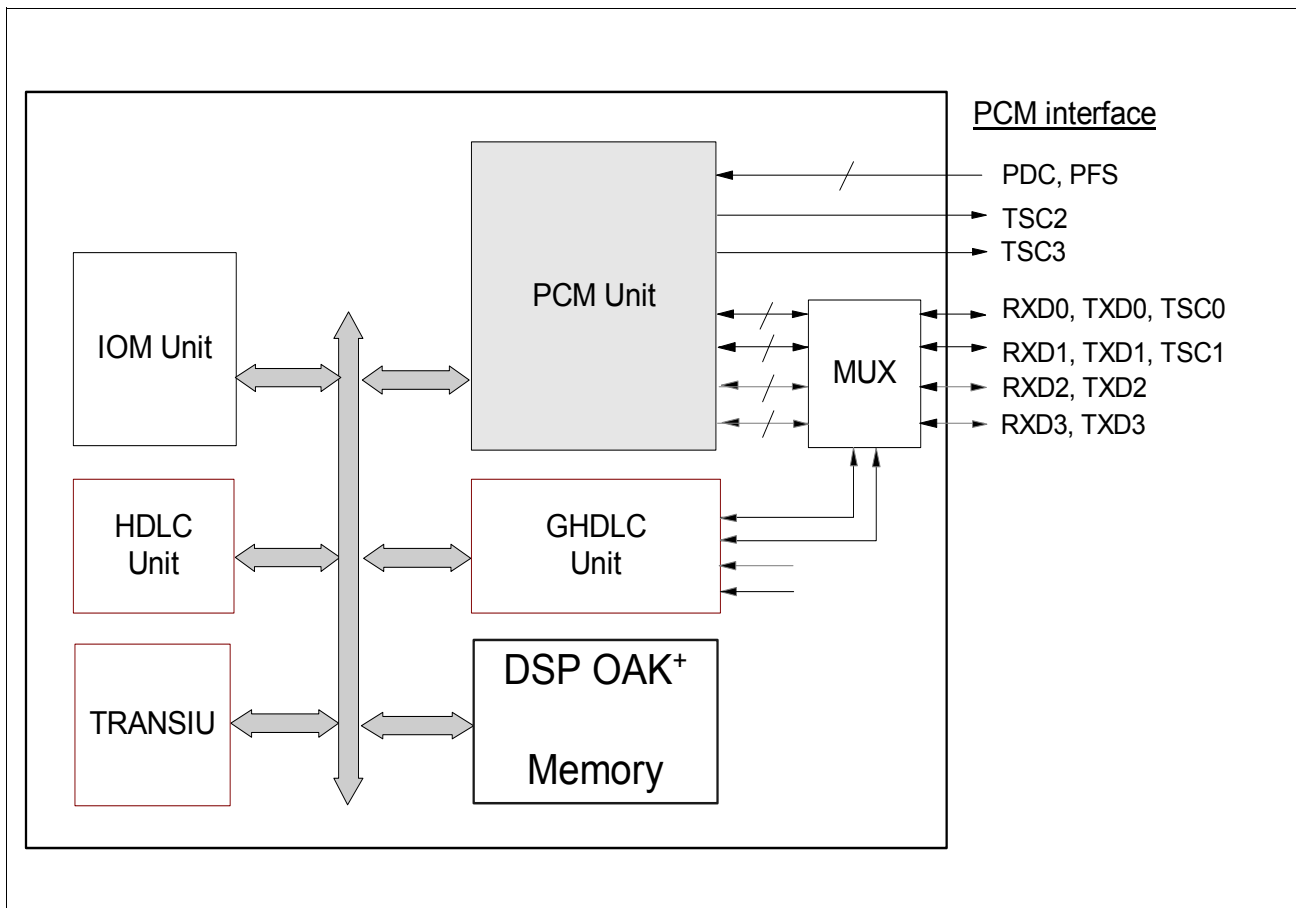 PCM interface
PDC, PFS
TSC2
TSC3
PCM Unit
RXD0, TXD0, TSC0
RXD1, TXD1, TSC1
RXD2, TXD2
RXD3, TXD3
MUX
IOM Unit
HDLC
Unit
GHDLC
Unit
TRANSIU
DSP OAK⁺
Memory